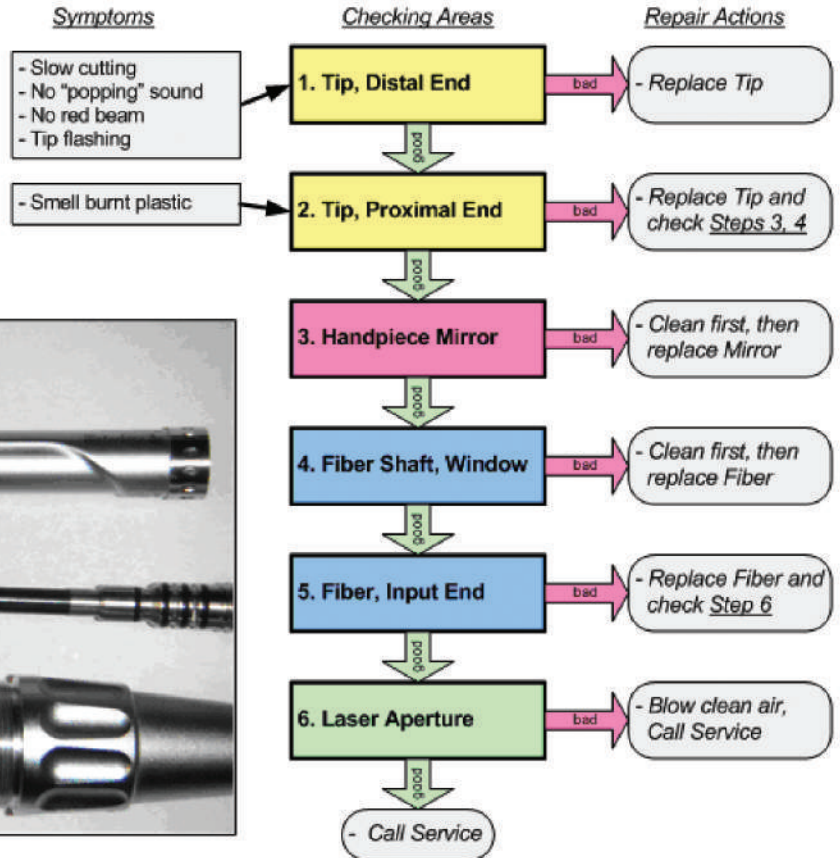 Symptoms
Checking Areas
Repair Actions
- Slow cutting
- No "popping" sound
- No red beam
- Tip flashing
1. Tip, Distal End
bad
- Replace Tip
good
- Smell burnt plastic
2. Tip, Proximal End
bad
- Replace Tip and
check Steps 3, 4
good
3. Handpiece Mirror
bad
- Clean first, then
replace Mirror
good
4. Fiber Shaft, Window
bad
- Clean first, then
replace Fiber
good
5. Fiber, Input End
bad
- Replace Fiber and
check Step 6
good
6. Laser Aperture
bad
- Blow clean air,
Call Service
good
- Call Service